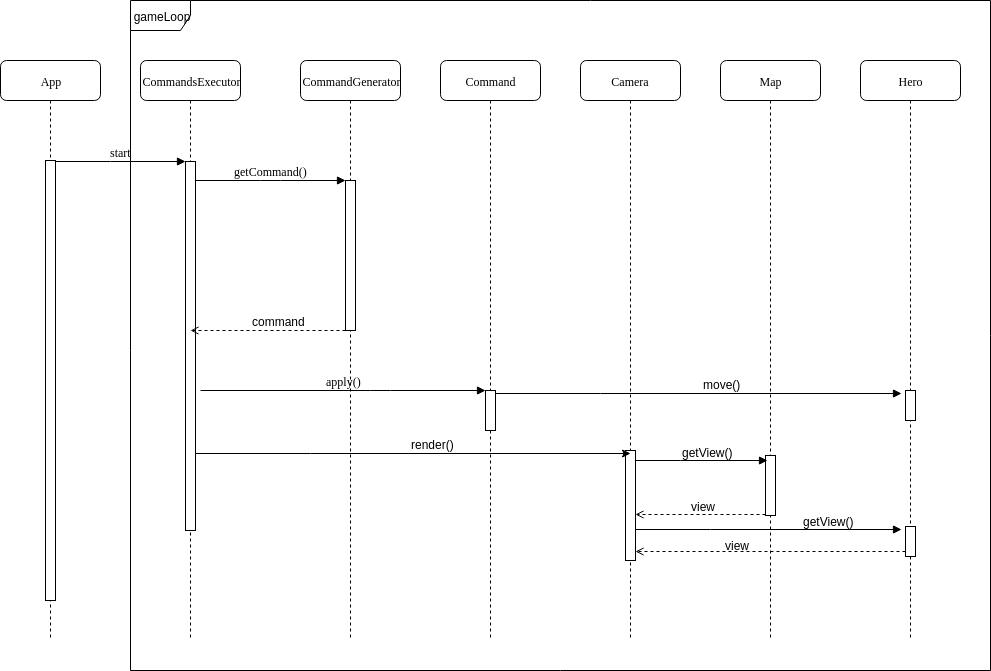 gameLoop
App
CommandsExecutor
CommandGenerator
Command
Camera
Map
Hero
start
getCommand()
command
apply()
move()
render()
getView()
view
getView()
view